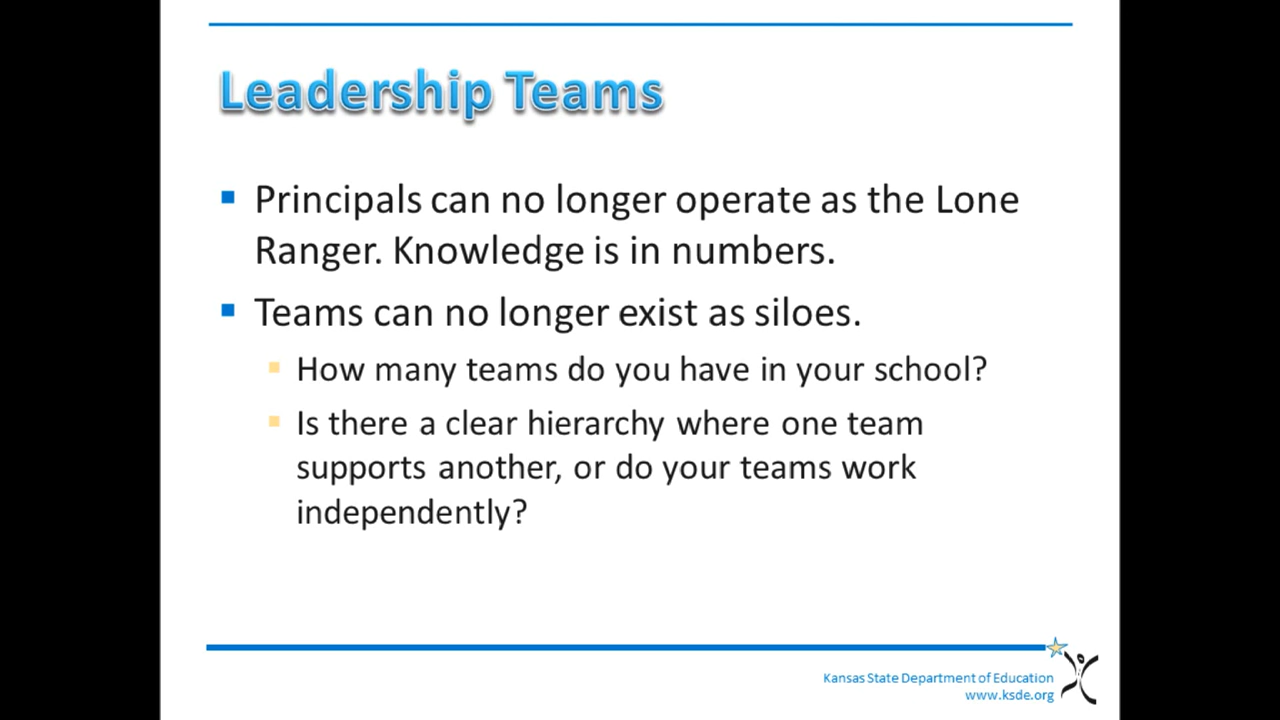 Leadership Teams
Principals can no longer operate as the Lone
Ranger. Knowledge is in numbers.
Teams can no longer exist as siloes.
How many teams do you have in your school?
Is there a clear hierarchy where one team
supports another, or do your teams work
independently?
Kansas State Department of Education
www.ksde.org